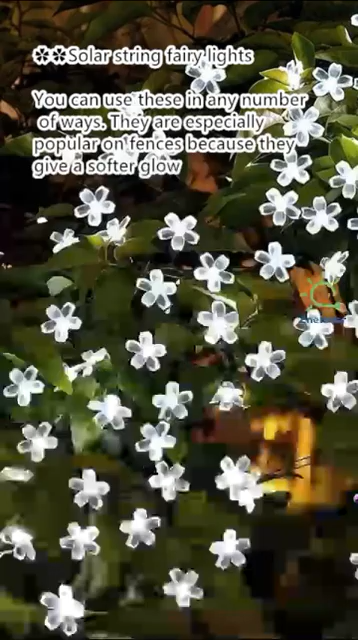 ✽✽Solar string fairy lights
You can use these in any number
of ways. They are especially
popular on fences because they
give a softer glow